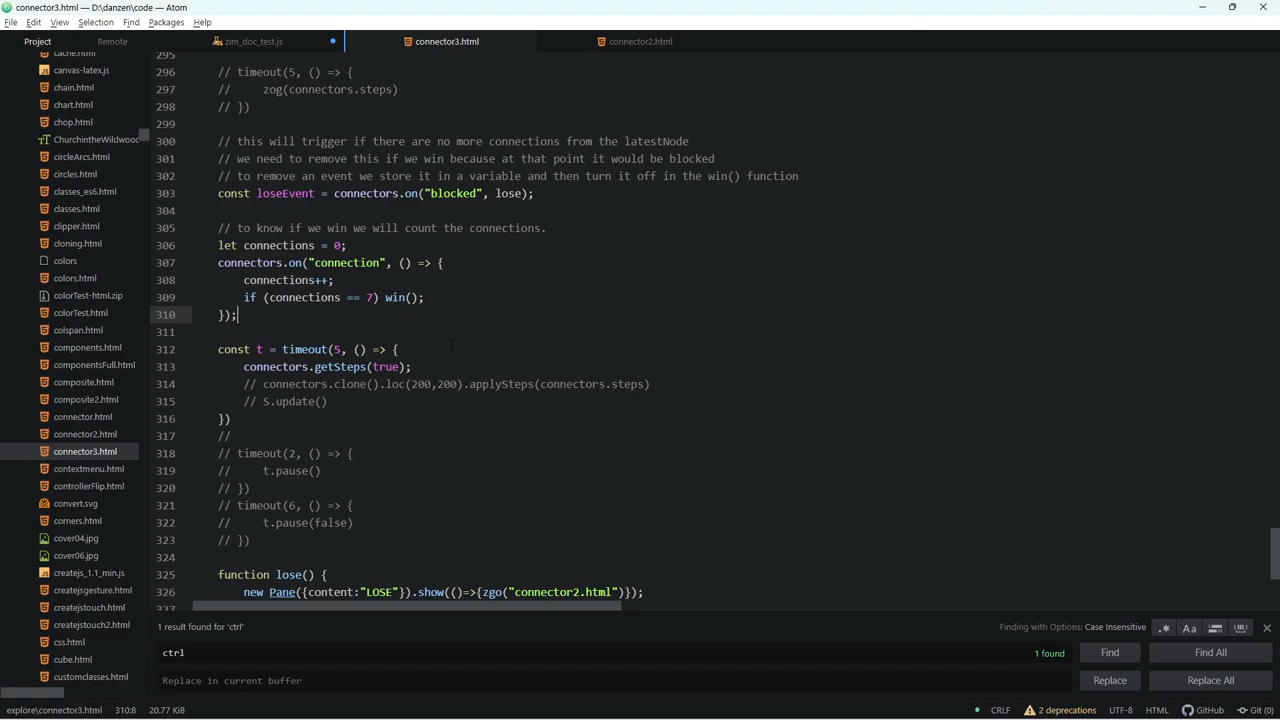 connector3.html — D:\danzen\code — Atom
File Edit View Selection Find Packages Help
Project Remote zim_doc_test.js connector3.html connector2.html
cache.html
canvas-latex.js
chain.html
chart.html
chop.html
ChurchintheWildwood
circleArcs.html
circles.html
classes_es6.html
classes.html
clipper.html
cloning.html
colors
colors.html
colorTest-html.zip
colorTest.html
colspan.html
components.html
componentsFull.html
composite.html
composite2.html
connector.html
connector2.html
connector3.html
contextmenu.html
controllerFlip.html
convert.svg
corners.html
cover04.jpg
cover06.jpg
createjs_1.1_min.js
createjsgesture.html
createjstouch.html
createjstouch2.html
css.html
cube.html
customclasses.html
295
296 // timeout(5, () => {
297 //     zog(connectors.steps)
298 // })
299
300 // this will trigger if there are no more connections from the latestNode
301 // we need to remove this if we win because at that point it would be blocked
302 // to remove an event we store it in a variable and then turn it off in the win() function
303 const loseEvent = connectors.on("blocked", lose);
304
305 // to know if we win we will count the connections.
306 let connections = 0;
307 connectors.on("connection", () => {
308     connections++;
309     if (connections == 7) win();
310 });
311
312 const t = timeout(5, () => {
313     connectors.getSteps(true);
314     // connectors.clone().loc(200,200).applySteps(connectors.steps)
315     // S.update()
316 })
317 //
318 // timeout(2, () => {
319 //     t.pause()
320 // })
321 // timeout(6, () => {
322 //     t.pause(false)
323 // })
324
325 function lose() {
326     new Pane({content:"LOSE"}).show(()=>{zgo("connector2.html")});
327
1 result found for 'ctrl' Finding with Options: Case Insensitive .* Aa
ctrl 1 found Find Find All
Replace in current buffer Replace Replace All
explore\connector3.html 310:8 20.77 KiB CRLF 2 deprecations UTF-8 HTML GitHub Git (0)